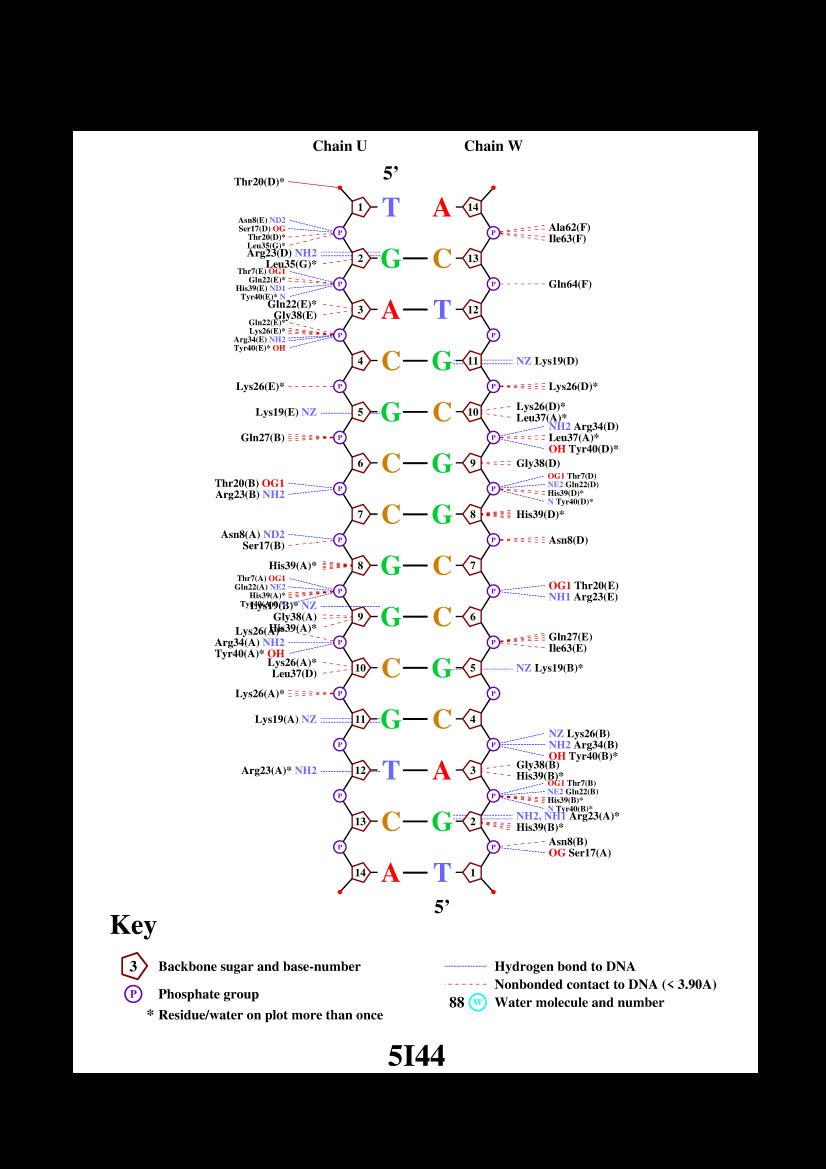 Chain U Chain W
5’
Thr20(D)*
1 T A 14
Asn8(E) ND2
Ser17(D) OG
Thr20(D)*
Leu35(G)*
P P
Ala62(F)
Ile63(F)
Arg23(D) NH2
Leu35(G)*
2 G C 13
Thr7(E) OG1
Gln22(E)*
His39(E) ND1
Tyr40(E)* N
P P
Gln64(F)
Gln22(E)*
Gly38(E)
3 A T 12
Gln22(E)*
Lys26(E)*
Arg34(E) NH2
Tyr40(E)* OH
P P
4 C G 11
NZ Lys19(D)
Lys26(E)*
P P
Lys26(D)*
Lys19(E) NZ
5 G C 10
Lys26(D)*
Leu37(A)*
Gln27(B)
P P
NH2 Arg34(D)
Leu37(A)*
OH Tyr40(D)*
6 C G 9
Gly38(D)
Thr20(B) OG1
Arg23(B) NH2
P P
OG1 Thr7(D)
NE2 Gln22(D)
His39(D)*
N Tyr40(D)*
7 C G 8
His39(D)*
Asn8(A) ND2
Ser17(B)
P P
Asn8(D)
His39(A)*
8 G C 7
Thr7(A) OG1
Gln22(A) NE2
His39(A)*
P P
OG1 Thr20(E)
NH1 Arg23(E)
Lys19(B)* NZ
Gly38(A)
His39(A)*
9 G C 6
Lys26(A)*
Arg34(A) NH2
Tyr40(A)* OH
P P
Gln27(E)
Ile63(E)
Lys26(A)*
Leu37(D)
10 C G 5
NZ Lys19(B)*
Lys26(A)*
P P
Lys19(A) NZ
11 G C 4
P P
NZ Lys26(B)
NH2 Arg34(B)
OH Tyr40(B)*
Arg23(A)* NH2
12 T A 3
Gly38(B)
His39(B)*
P P
OG1 Thr7(B)
NE2 Gln22(B)
His39(B)*
N Tyr40(B)*
13 C G 2
NH2, NH1 Arg23(A)*
His39(B)*
P P
Asn8(B)
OG Ser17(A)
14 A T 1
5’
Key
3 Backbone sugar and base-number
P Phosphate group
* Residue/water on plot more than once
Hydrogen bond to DNA
Nonbonded contact to DNA (< 3.90A)
88 W Water molecule and number
5I44